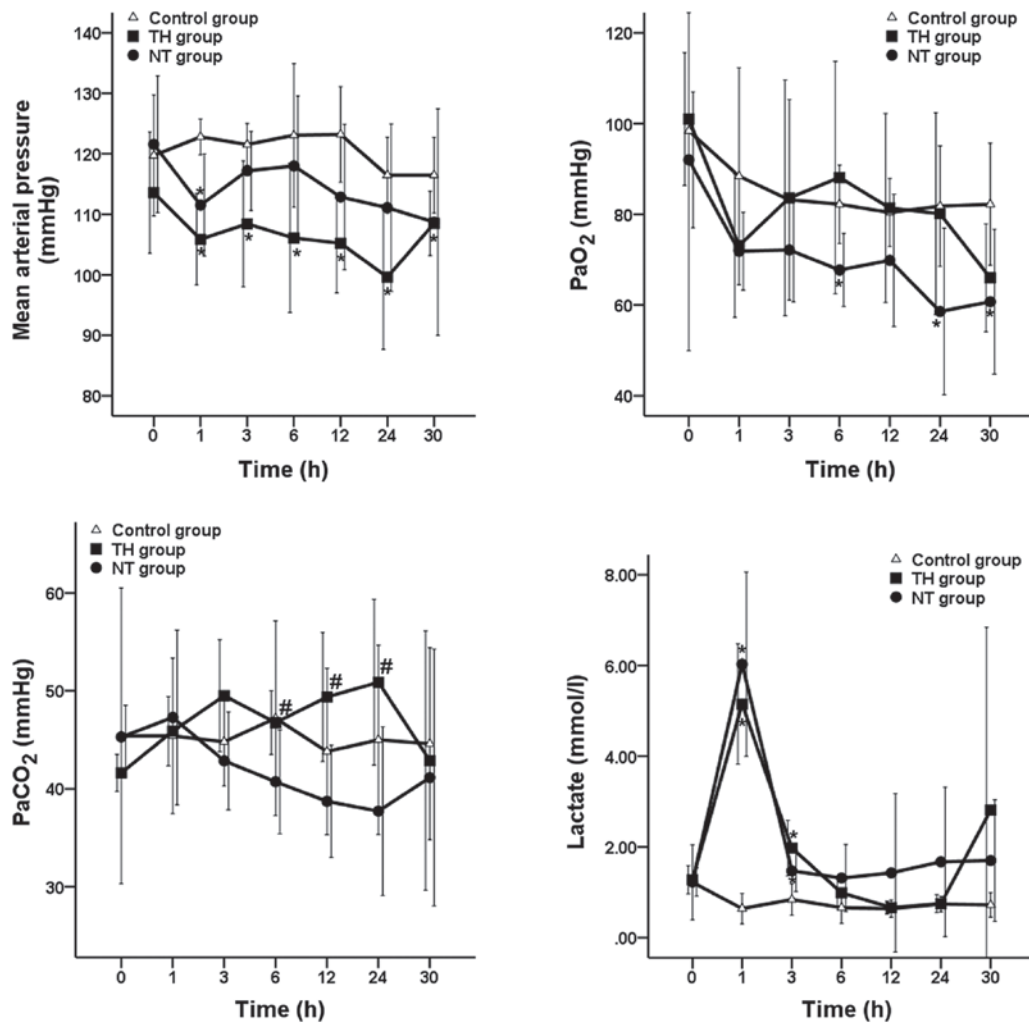 Control group
TH group
NT group
140
130
120
110
100
90
80
Mean arterial pressure
(mmHg)
*
*
*
*
*
*
*
0 1 3 6 12 24 30
Time (h)
Control group
TH group
NT group
120
100
80
60
40
PaO2 (mmHg)
*
*
*
0 1 3 6 12 24 30
Time (h)
Control group
TH group
NT group
60
50
40
30
PaCO2 (mmHg)
#
#
#
0 1 3 6 12 24 30
Time (h)
Control group
TH group
NT group
8.00
6.00
4.00
2.00
.00
Lactate (mmol/l)
*
*
*
*
0 1 3 6 12 24 30
Time (h)